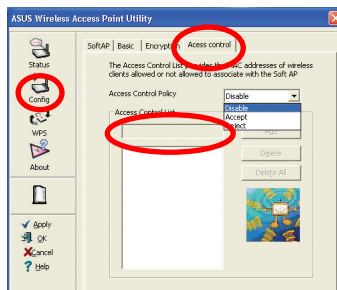 ASUS Wireless Access Point Utility
SoftAP Basic Encryption Acess control
Status
Config
WPS
About
Apply
OK
Cancel
Help
The Access Control List provides the MAC addresses of wireless
clients allowed or not allowed to associate with the Soft AP
Access Control Policy
Disable
Disable
Accept
Reject
Access Control List
Add
Delete
Delete All